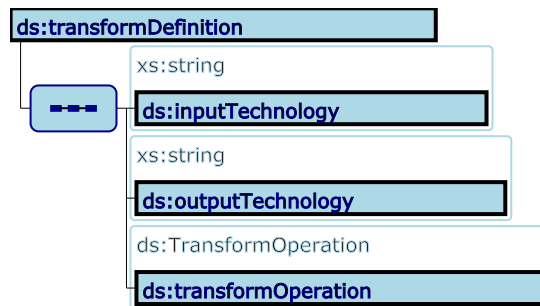 ds:transformDefinition
xs:string
ds:inputTechnology
xs:string
ds:outputTechnology
ds:TransformOperation
ds:transformOperation